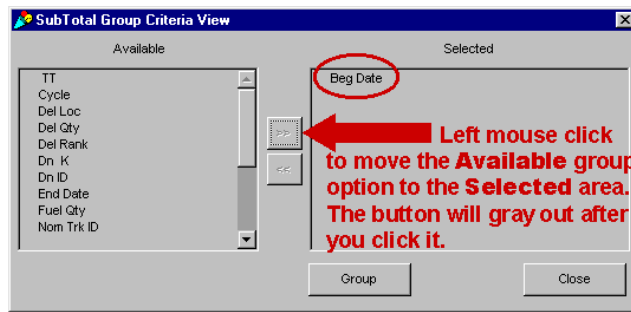 SubTotal Group Criteria View
Available
Selected
TT
Cycle
Del Loc
Del Qty
Del Rank
Dn K
Dn ID
End Date
Fuel Qty
Nom Trk ID
>>
<<
Beg Date
Left mouse click
to move the Available group
option to the Selected area.
The button will gray out after
you click it.
Group
Close